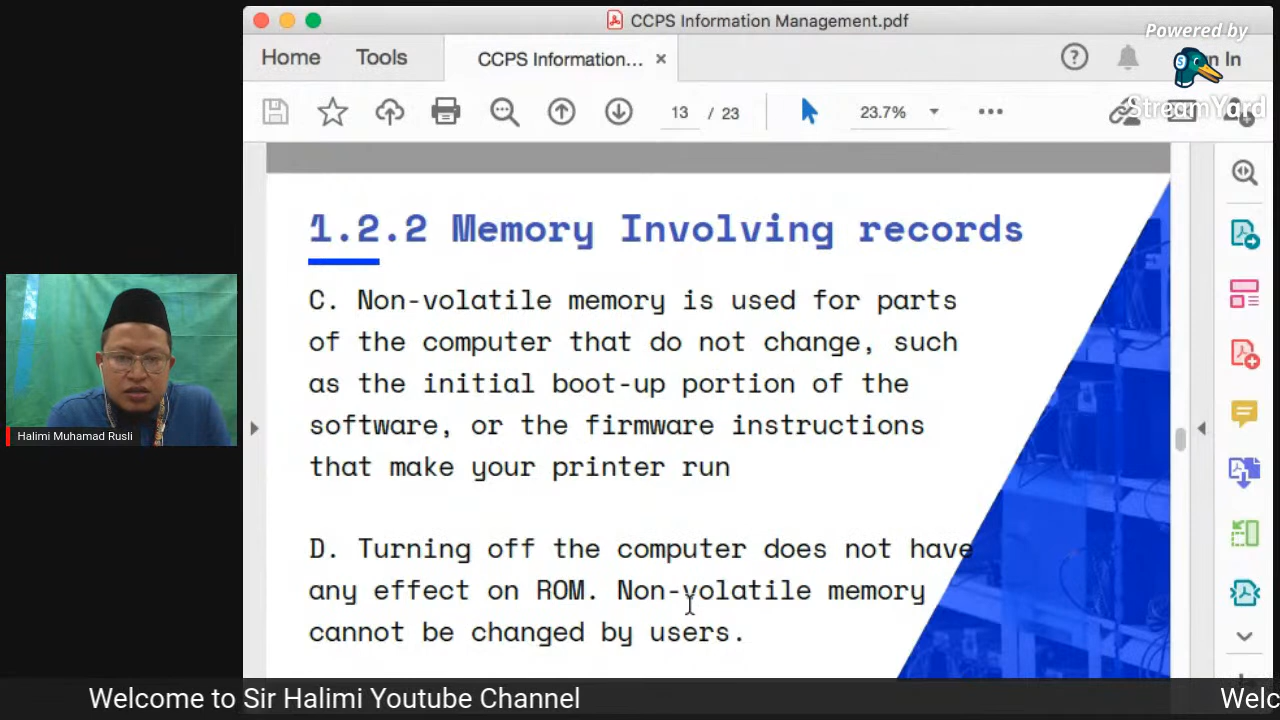 CCPS Information Management.pdf
Powered by
Home
Tools
CCPS Information...
In
StreamYard
13 / 23
23.7%
1.2.2 Memory Involving records
C. Non-volatile memory is used for parts
of the computer that do not change, such
as the initial boot-up portion of the
software, or the firmware instructions
that make your printer run
D. Turning off the computer does not have
any effect on ROM. Non-volatile memory
cannot be changed by users.
Halimi Muhamad Rusli
Welcome to Sir Halimi Youtube Channel
Welc